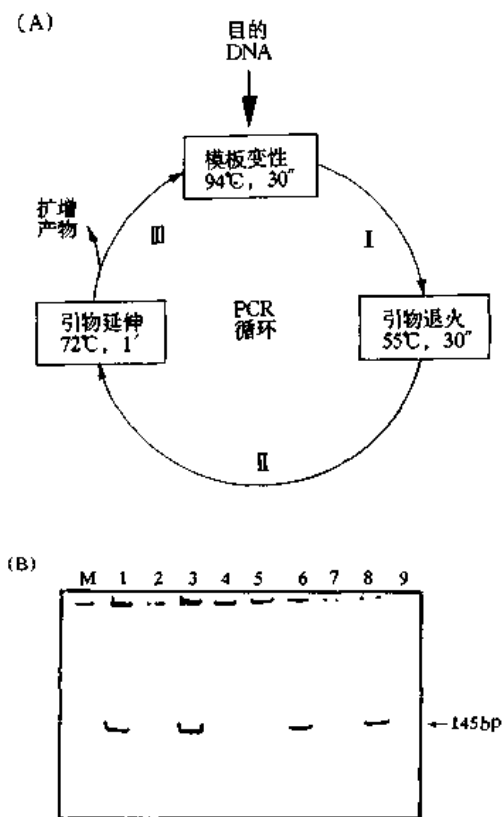 (A)
目的
DNA
模板变性
94℃, 30″
扩增
产物
Ⅲ
Ⅰ
引物延伸
72℃, 1′
PCR
循环
引物退火
55℃, 30″
Ⅱ
(B)
M 1 2 3 4 5 6 7 8 9
145bp